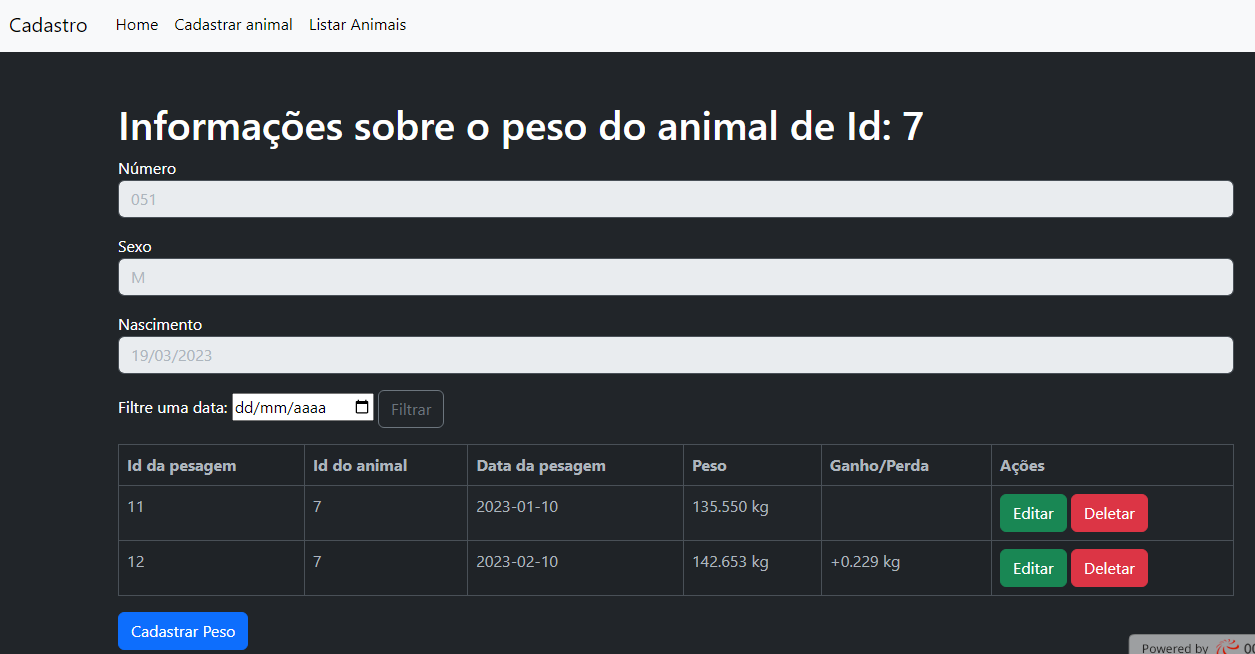 Cadastro Home Cadastrar animal Listar Animais
Informações sobre o peso do animal de Id: 7
Número
051
Sexo
M
Nascimento
19/03/2023
Filtre uma data: dd/mm/aaaa Filtrar
Id da pesagem Id do animal Data da pesagem Peso Ganho/Perda Ações
11 7 2023-01-10 135.550 kg Editar Deletar
12 7 2023-02-10 142.653 kg +0.229 kg Editar Deletar
Cadastrar Peso
Powered by